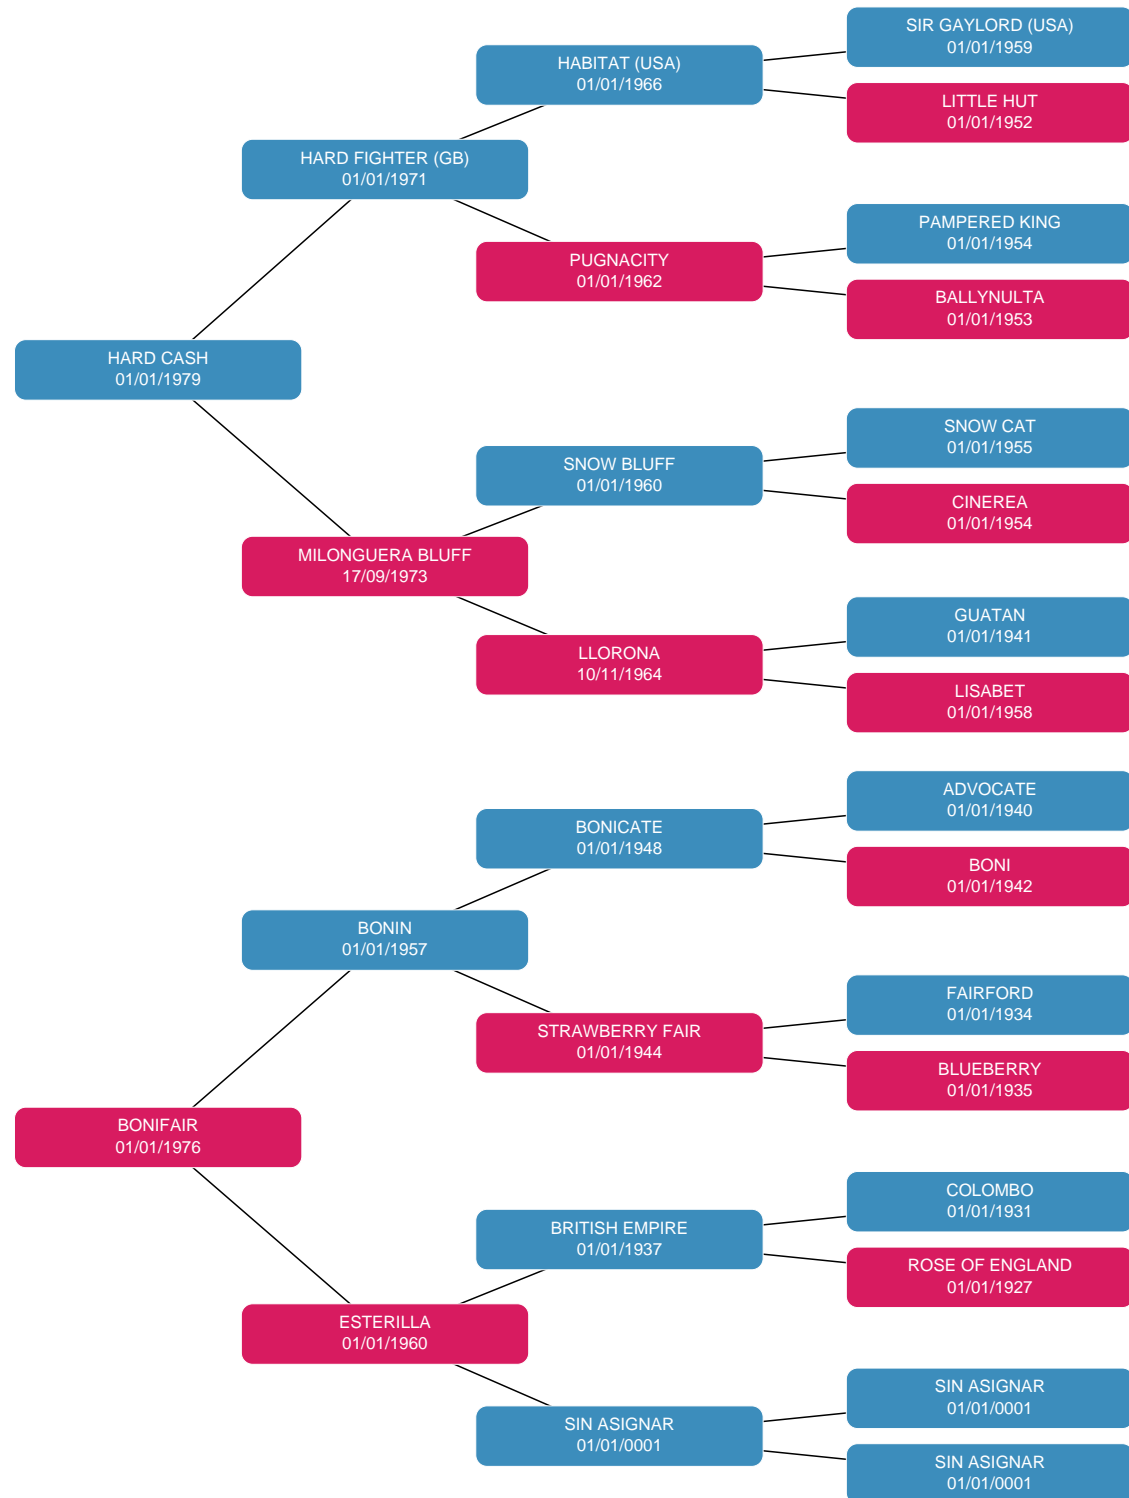 SIR GAYLORD (USA)
01/01/1959
HABITAT (USA)
01/01/1966
LITTLE HUT
01/01/1952
HARD FIGHTER (GB)
01/01/1971
PAMPERED KING
01/01/1954
PUGNACITY
01/01/1962
BALLYNULTA
01/01/1953
HARD CASH
01/01/1979
SNOW CAT
01/01/1955
SNOW BLUFF
01/01/1960
CINEREA
01/01/1954
MILONGUERA BLUFF
17/09/1973
GUATAN
01/01/1941
LLORONA
10/11/1964
LISABET
01/01/1958
ADVOCATE
01/01/1940
BONICATE
01/01/1948
BONI
01/01/1942
BONIN
01/01/1957
FAIRFORD
01/01/1934
STRAWBERRY FAIR
01/01/1944
BLUEBERRY
01/01/1935
BONIFAIR
01/01/1976
COLOMBO
01/01/1931
BRITISH EMPIRE
01/01/1937
ROSE OF ENGLAND
01/01/1927
ESTERILLA
01/01/1960
SIN ASIGNAR
01/01/0001
SIN ASIGNAR
01/01/0001
SIN ASIGNAR
01/01/0001